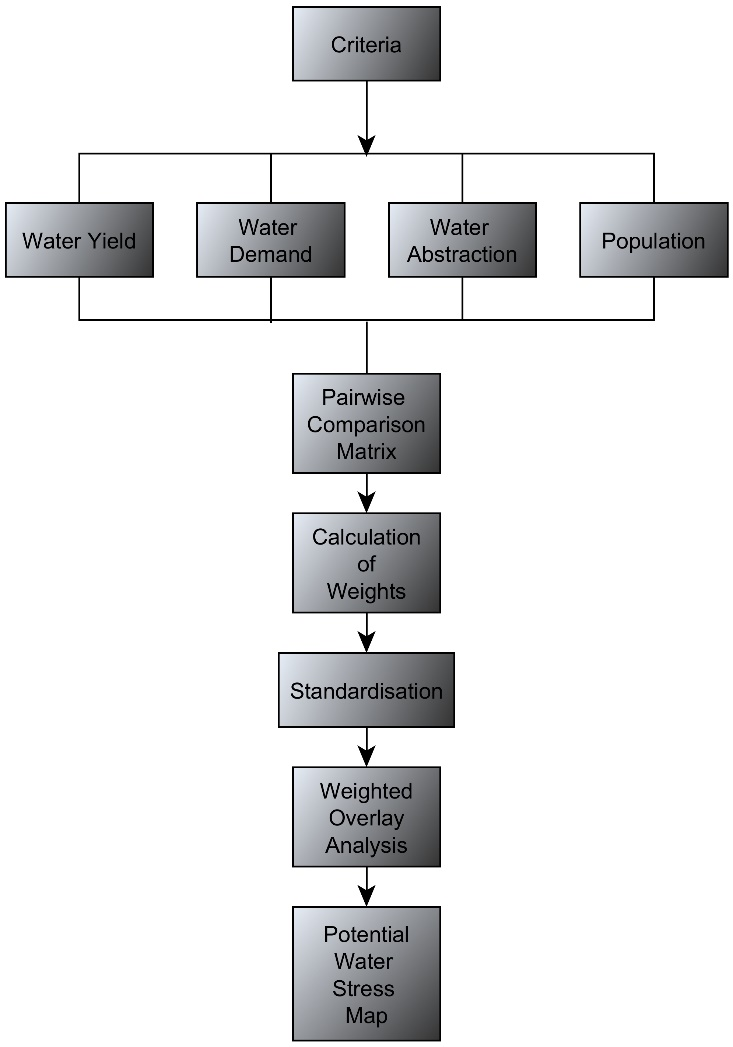 Criteria
Water Yield
Water
Demand
Water
Abstraction
Population
Pairwise
Comparison
Matrix
Calculation
of
Weights
Standardisation
Weighted
Overlay
Analysis
Potential
Water
Stress
Map